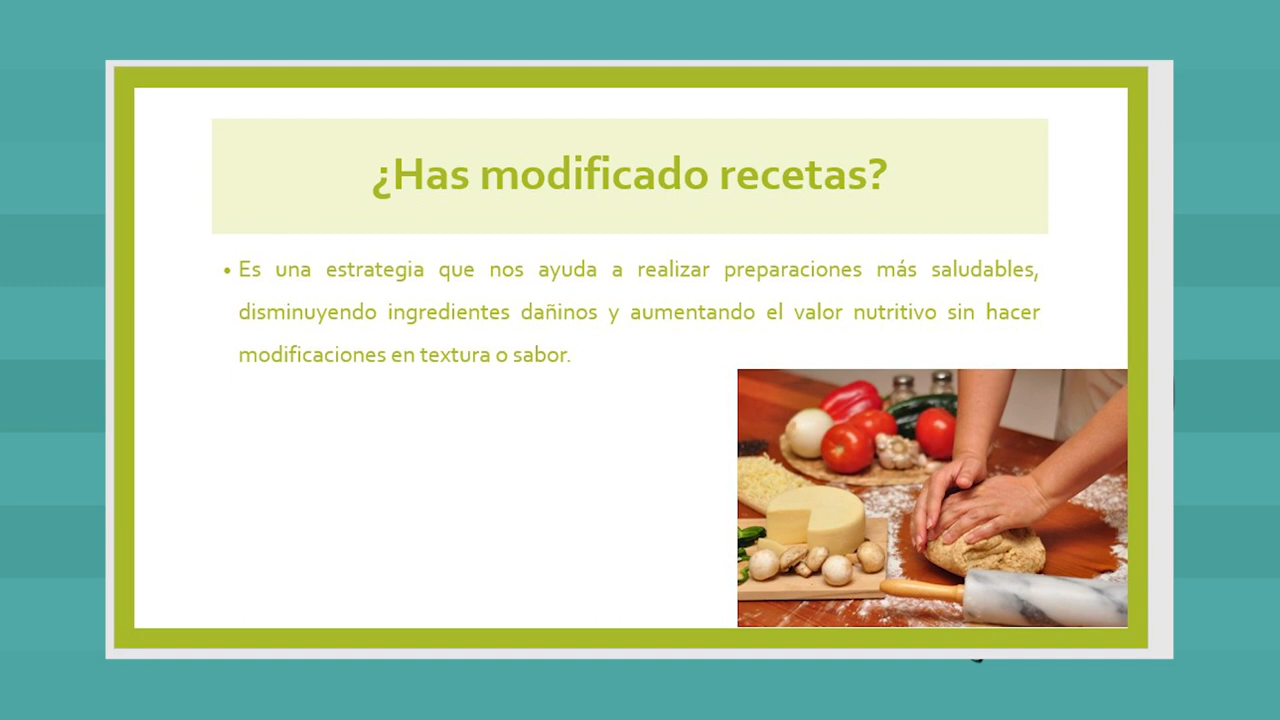 ¿Has modificado recetas?
• Es una estrategia que nos ayuda a realizar preparaciones más saludables,
disminuyendo ingredientes dañinos y aumentando el valor nutritivo sin hacer
modificaciones en textura o sabor.